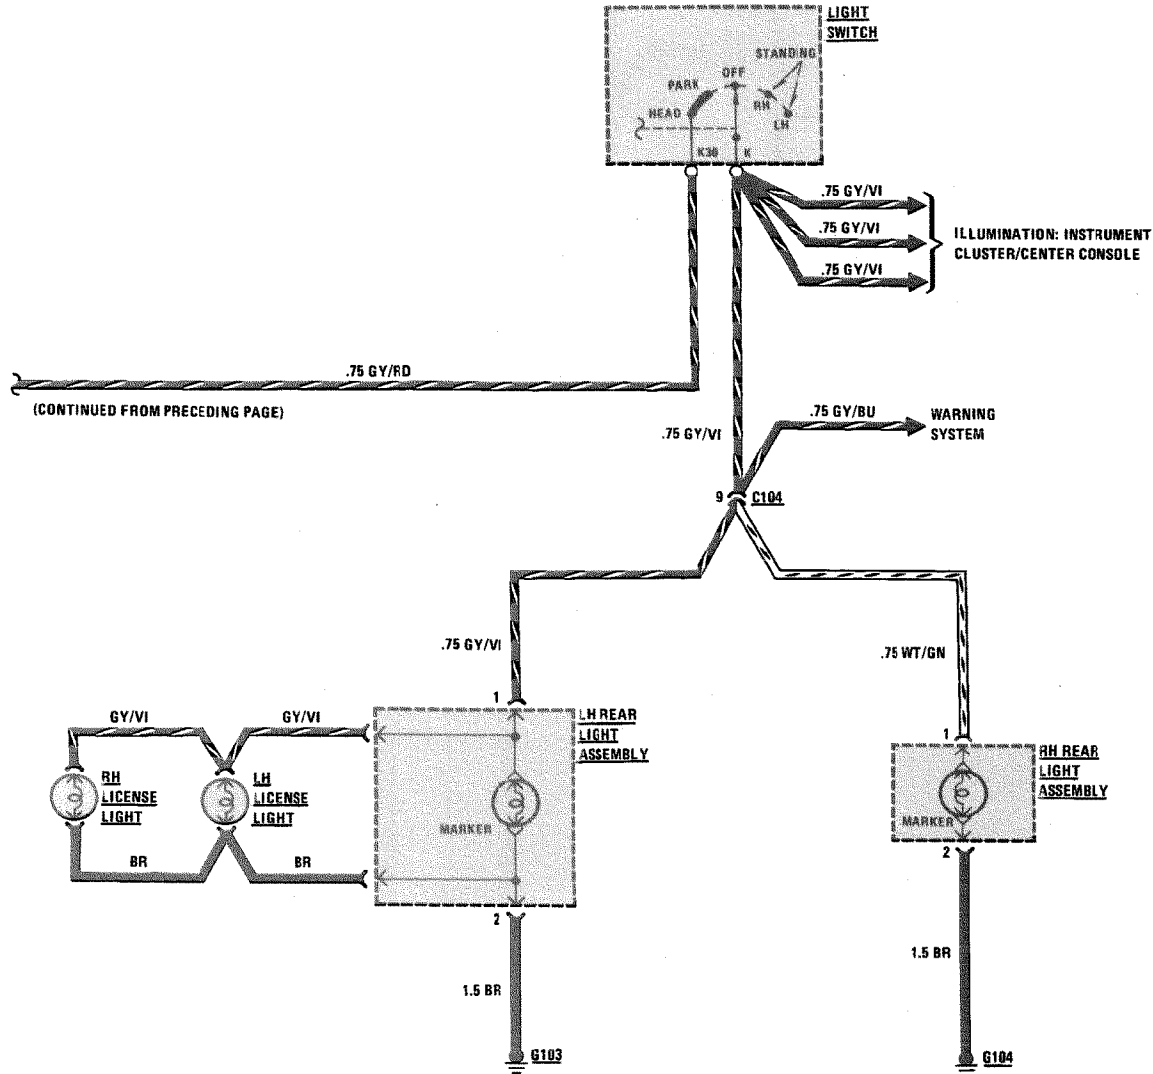 LIGHT
SWITCH
STANDING
OFF
PARK
RH
HEAD
LH
K30
K
.75 GY/VI
.75 GY/VI
.75 GY/VI
ILLUMINATION: INSTRUMENT
CLUSTER/CENTER CONSOLE
.75 GY/RD
(CONTINUED FROM PRECEDING PAGE)
.75 GY/BU
WARNING
SYSTEM
.75 GY/VI
9
C104
.75 GY/VI
.75 WT/GN
1
GY/VI
GY/VI
LH REAR
LIGHT
ASSEMBLY
1
RH REAR
LIGHT
ASSEMBLY
RH
LICENSE
LIGHT
LH
LICENSE
LIGHT
MARKER
MARKER
BR
BR
2
2
1.5 BR
1.5 BR
G103
G104